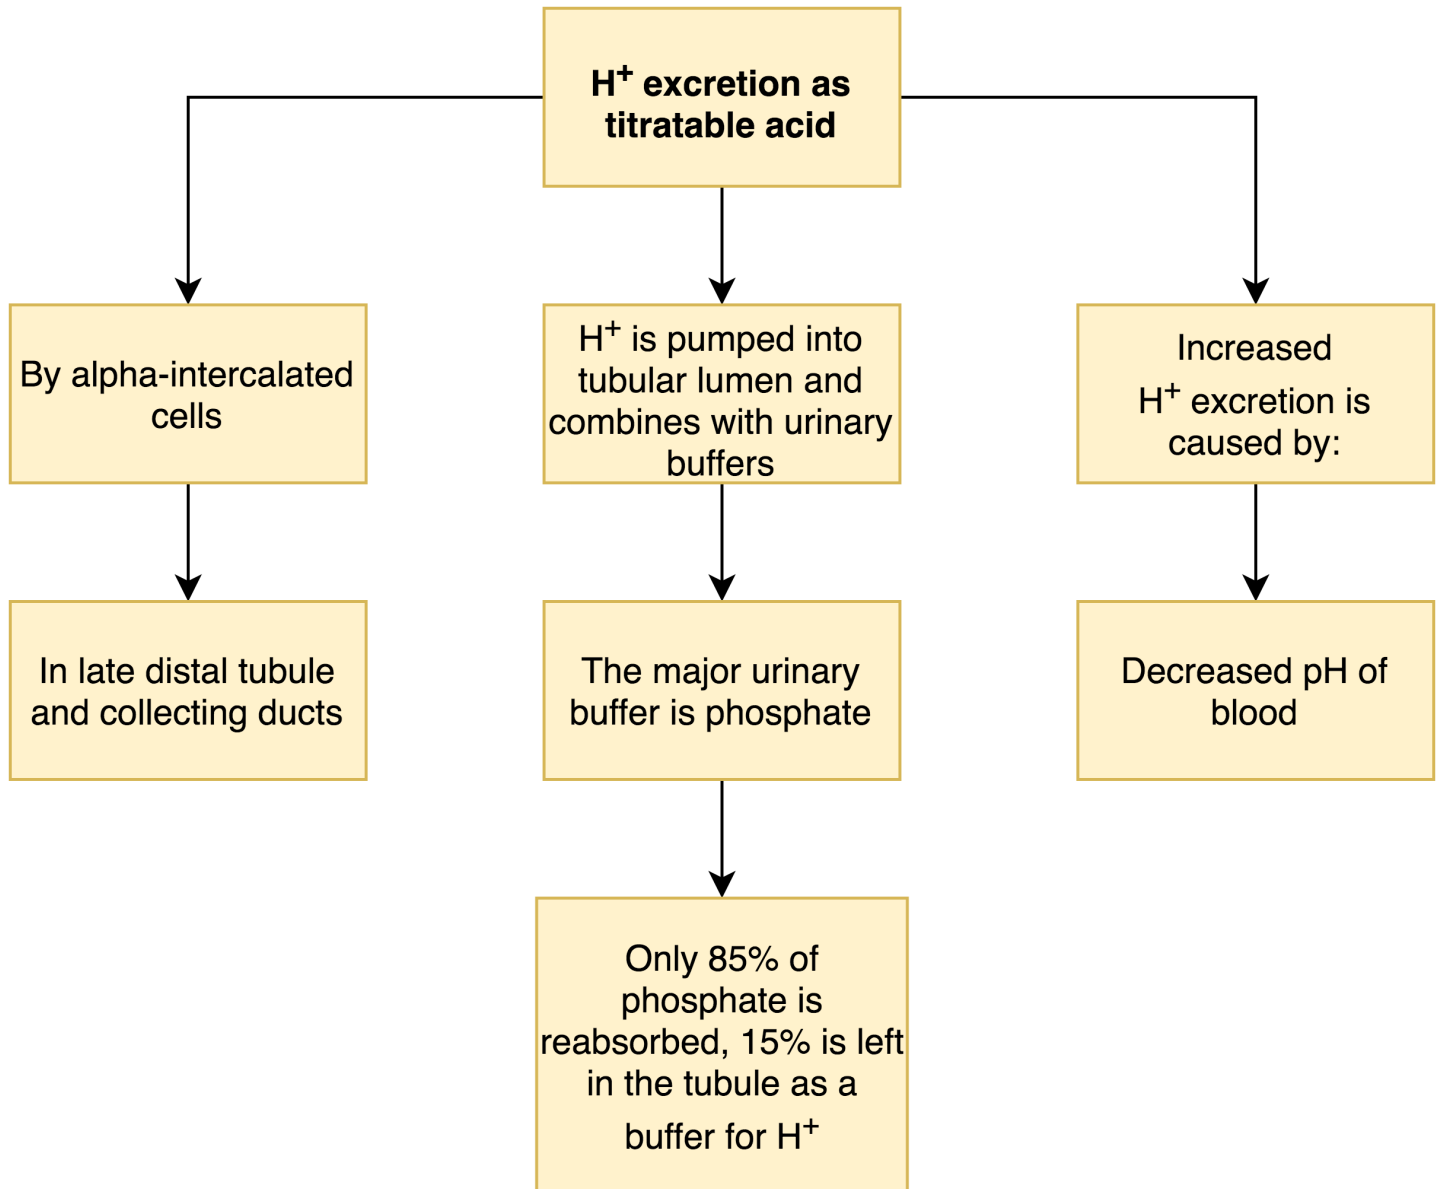 H⁺ excretion as
titratable acid
By alpha-intercalated
cells
H⁺ is pumped into
tubular lumen and
combines with urinary
buffers
Increased
H⁺ excretion is
caused by:
In late distal tubule
and collecting ducts
The major urinary
buffer is phosphate
Decreased pH of
blood
Only 85% of
phosphate is
reabsorbed, 15% is left
in the tubule as a
buffer for H⁺